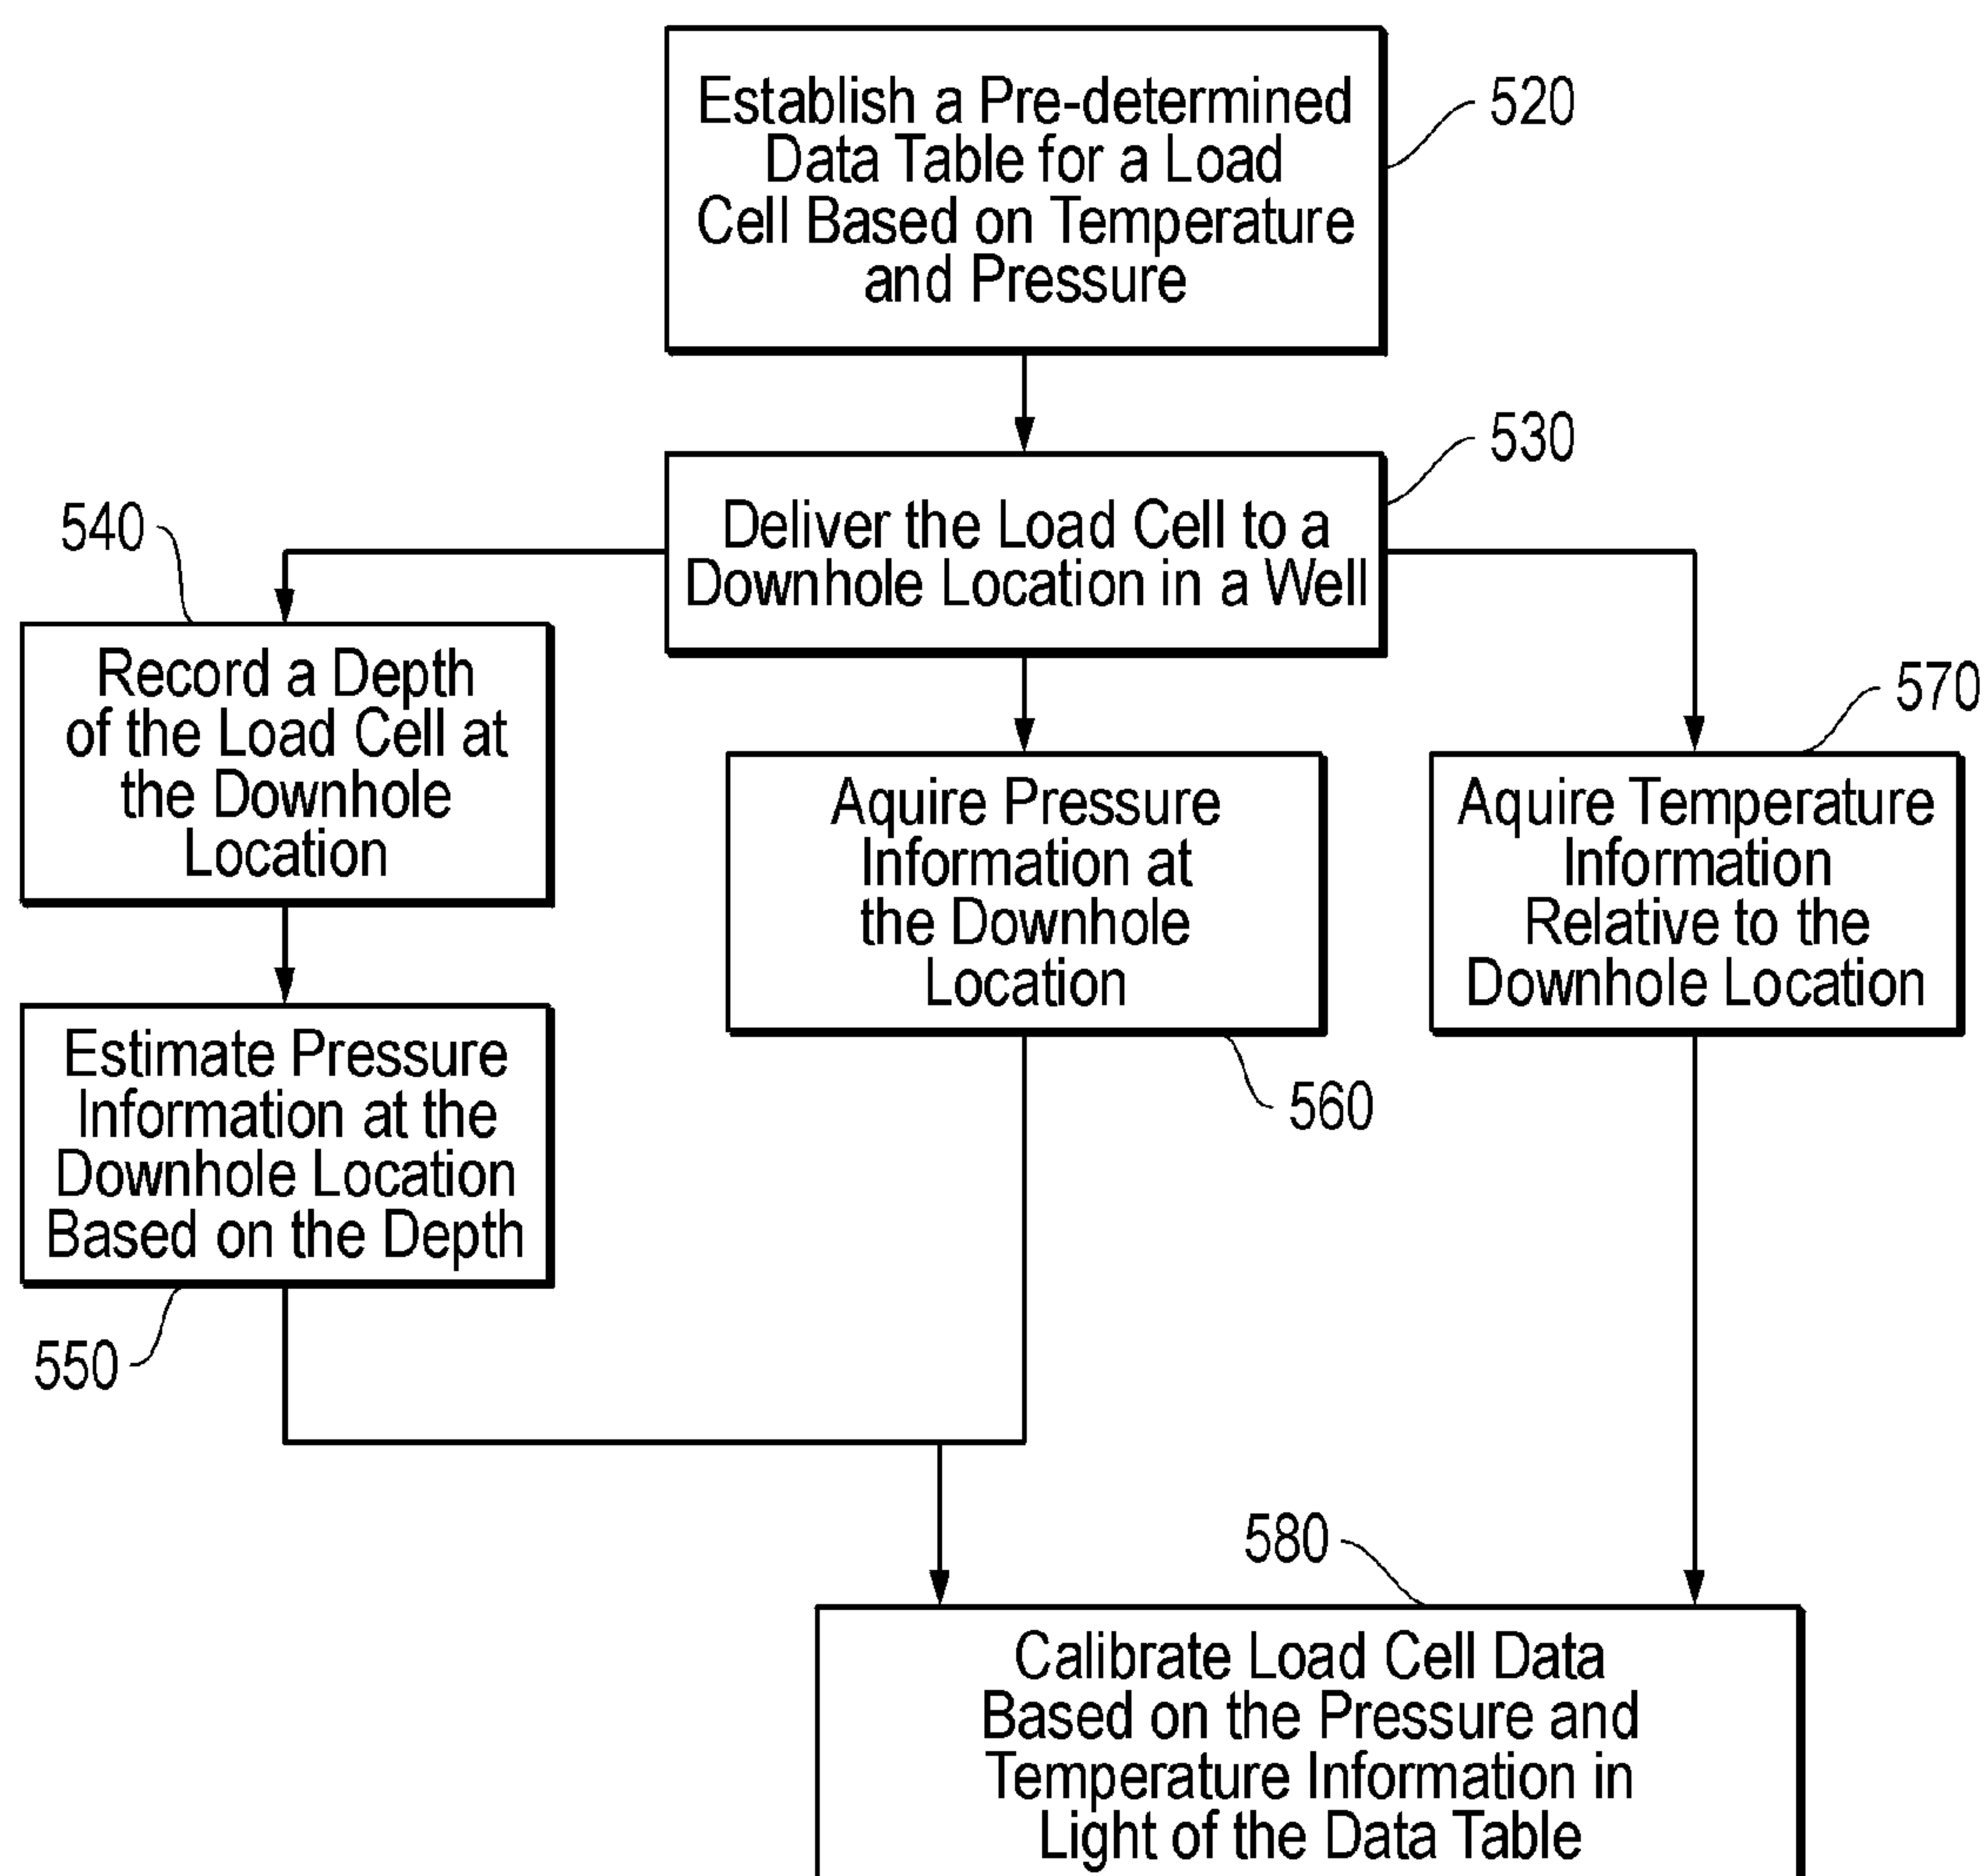 Establish a Pre-determined
Data Table for a Load
Cell Based on Temperature
and Pressure
520
530
Deliver the Load Cell to a
Downhole Location in a Well
540
Record a Depth
of the Load Cell at
the Downhole
Location
570
Aquire Pressure
Information at
the Downhole
Location
Aquire Temperature
Information
Relative to the
Downhole Location
Estimate Pressure
Information at the
Downhole Location
Based on the Depth
560
550
580
Calibrate Load Cell Data
Based on the Pressure and
Temperature Information in
Light of the Data Table